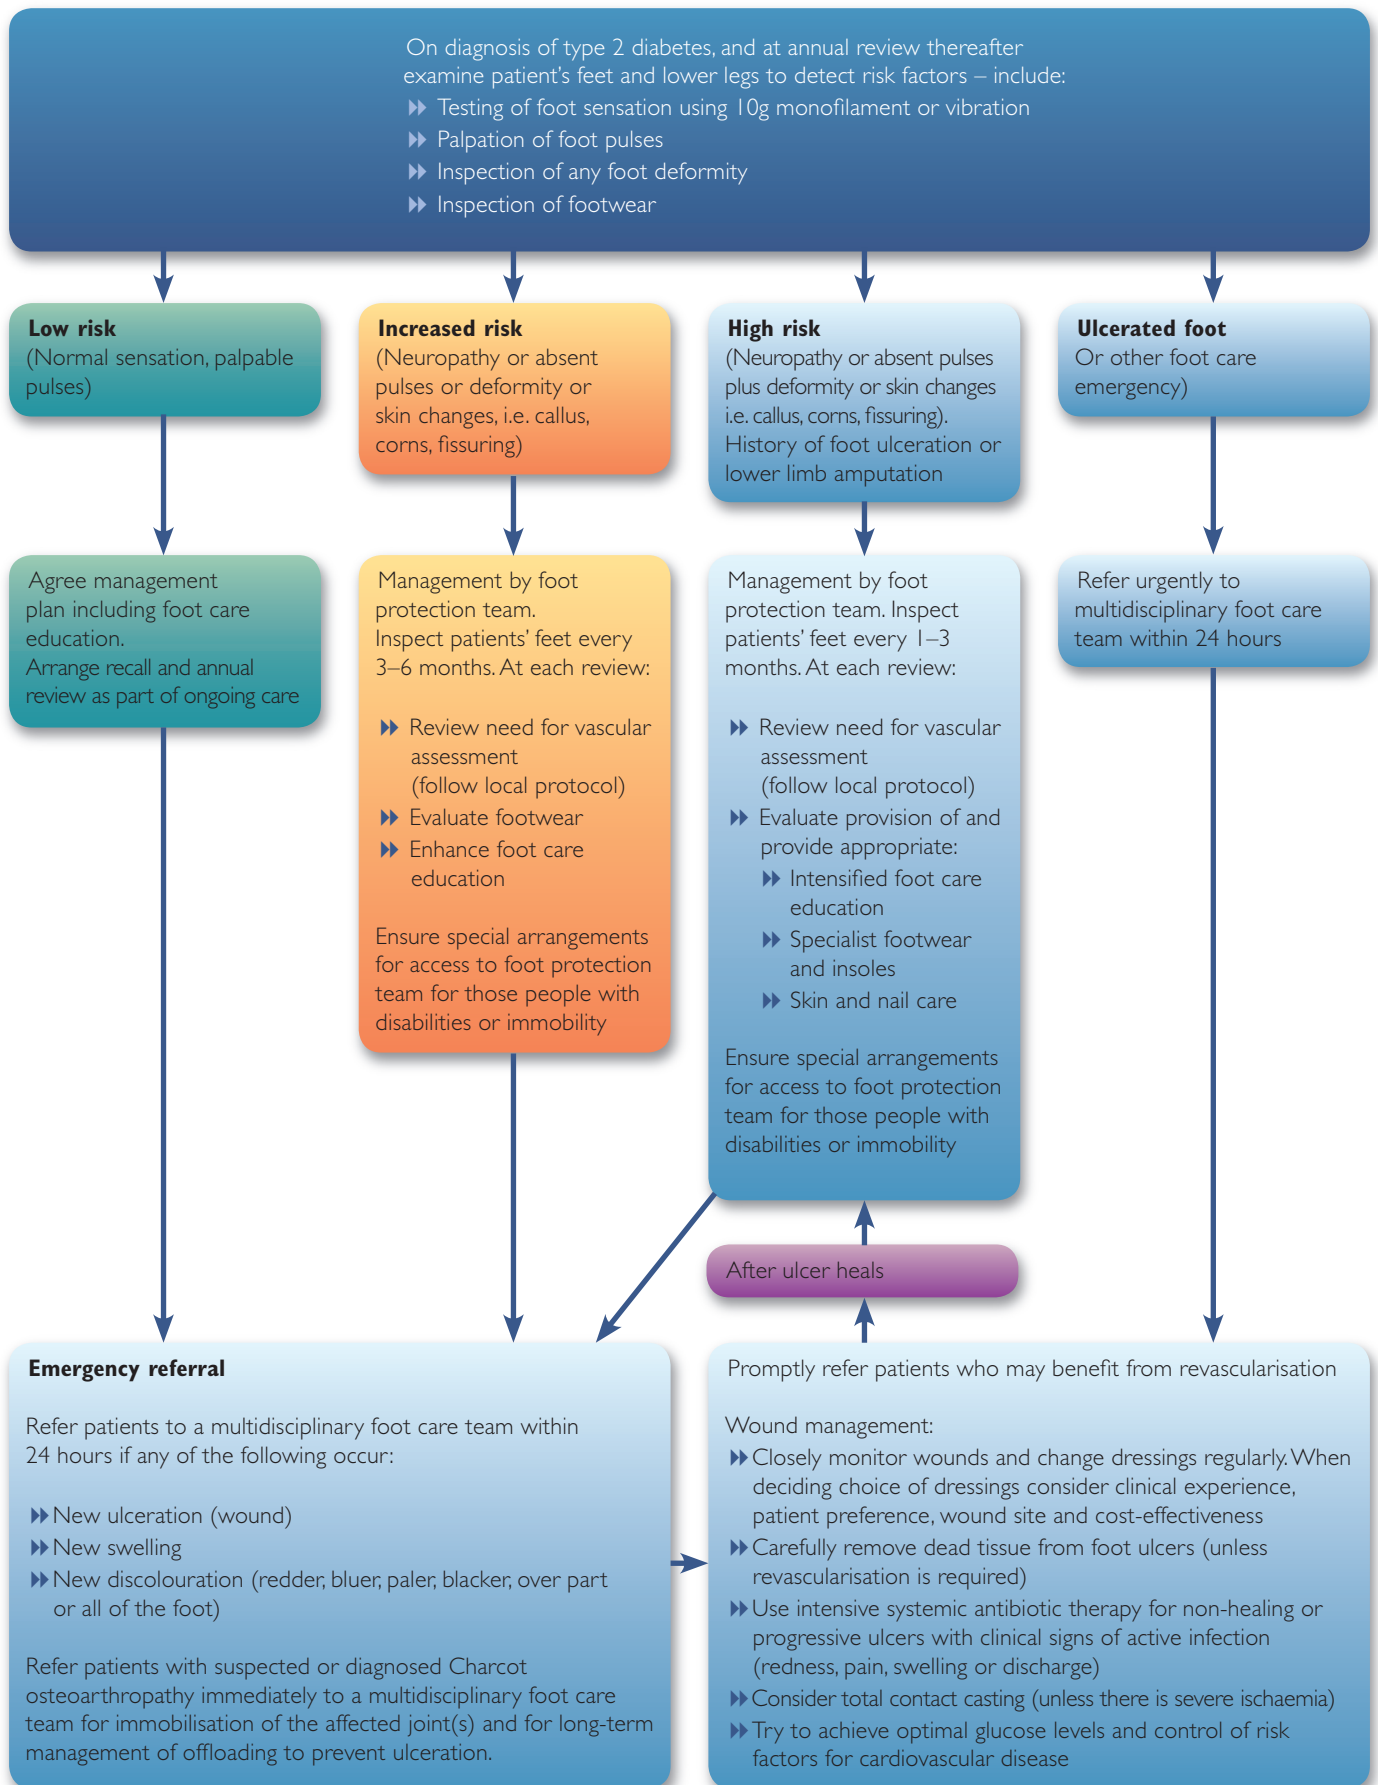 On diagnosis of type 2 diabetes, and at annual review thereafter
examine patient's feet and lower legs to detect risk factors – include:
Testing of foot sensation using 10g monofilament or vibration
Palpation of foot pulses
Inspection of any foot deformity
Inspection of footwear
Low risk
(Normal sensation, palpable
pulses)
Increased risk
(Neuropathy or absent
pulses or deformity or
skin changes, i.e. callus,
corns, fissuring)
High risk
(Neuropathy or absent pulses
plus deformity or skin changes
i.e. callus, corns, fissuring).
History of foot ulceration or
lower limb amputation
Ulcerated foot
Or other foot care
emergency)
Agree management
plan including foot care
education.
Arrange recall and annual
review as part of ongoing care
Management by foot
protection team.
Inspect patients' feet every
3–6 months. At each review:
Review need for vascular
assessment
(follow local protocol)
Evaluate footwear
Enhance foot care
education
Ensure special arrangements
for access to foot protection
team for those people with
disabilities or immobility
Management by foot
protection team. Inspect
patients' feet every 1–3
months. At each review:
Review need for vascular
assessment
(follow local protocol)
Evaluate provision of and
provide appropriate:
Intensified foot care
education
Specialist footwear
and insoles
Skin and nail care
Ensure special arrangements
for access to foot protection
team for those people with
disabilities or immobility
Refer urgently to
multidisciplinary foot care
team within 24 hours
After ulcer heals
Emergency referral
Refer patients to a multidisciplinary foot care team within
24 hours if any of the following occur:
New ulceration (wound)
New swelling
New discolouration (redder, bluer, paler, blacker, over part
or all of the foot)
Refer patients with suspected or diagnosed Charcot
osteoarthropathy immediately to a multidisciplinary foot care
team for immobilisation of the affected joint(s) and for long-term
management of offloading to prevent ulceration.
Promptly refer patients who may benefit from revascularisation
Wound management:
Closely monitor wounds and change dressings regularly. When
deciding choice of dressings consider clinical experience,
patient preference, wound site and cost-effectiveness
Carefully remove dead tissue from foot ulcers (unless
revascularisation is required)
Use intensive systemic antibiotic therapy for non-healing or
progressive ulcers with clinical signs of active infection
(redness, pain, swelling or discharge)
Consider total contact casting (unless there is severe ischaemia)
Try to achieve optimal glucose levels and control of risk
factors for cardiovascular disease